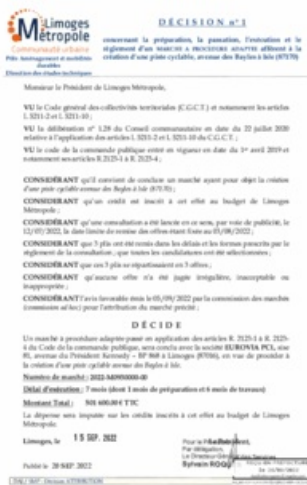 Limoges
Métropole
Communauté urbaine
Pôle Aménagement et mobilités
durables
Direction des études techniques
DÉCISION n° 1
concernant la préparation, la passation, l'exécution et le
règlement d'un MARCHE A PROCEDURE ADAPTEE afférent à la
création d'une piste cyclable, avenue des Bayles à Isle (87170)
Monsieur le Président de Limoges Métropole,
VU le Code général des collectivités territoriales (C.G.C.T.) et notamment les articles
L 5211-2 et L 5211-10 ;
VU la délibération n° 1.28 du Conseil communautaire en date du 22 juillet 2020
relative à l'application des articles L 5211-2 et L 5211-10 du C.G.C.T. ;
VU le code de la commande publique entré en vigueur en date du 1er avril 2019 et
notamment ses articles R.2123-1 à R.2123-4 ;
CONSIDÉRANT qu'il convient de conclure un marché ayant pour objet la création
d'une piste cyclable avenue des Bayles à Isle (87170) ;
CONSIDÉRANT qu'un crédit est inscrit à cet effet au budget de Limoges
Métropole ;
CONSIDÉRANT qu'une consultation a été lancée en ce sens, par voie de publicité, le
12/07/2022, la date limite de remise des offres étant fixée au 05/08/2022 ;
CONSIDÉRANT que 3 plis ont été remis dans les délais et les formes prescrits par le
règlement de la consultation ; que toutes les candidatures ont été sélectionnées ;
CONSIDÉRANT que ces 3 plis se répartissaient en 3 offres ;
CONSIDÉRANT qu'aucune offre n'a été jugée irrégulière, inacceptable ou
inappropriée ;
CONSIDÉRANT l'avis favorable émis le 05/09/2022 par la commission des marchés
(commission ad hoc) pour l'attribution du marché précité ;
DÉCIDE
Un marché à procédure adaptée passé en application des articles R. 2123-1 à R. 2123-
4 du Code de la commande publique, sera conclu avec la société EUROVIA PCL, sise
81, avenue du Président Kennedy – BP 968 à Limoges (87036), en vue de procéder à
la création d'une piste cyclable avenue des Bayles à Isle.
Numéro de marché : 2022-M0950000-00
Délai d'exécution : 7 mois (dont 1 mois de préparation et 6 mois de travaux)
Montant Total : 501 600.00 € TTC
La dépense sera imputée sur les crédits inscrits à cet effet au budget de Limoges
Métropole.
Limoges, le 15 SEP. 2022
Pour le Président,
Par délégation,
Le Directeur Général des Services
Sylvain ROQU
Publié le 20 SEP. 2022